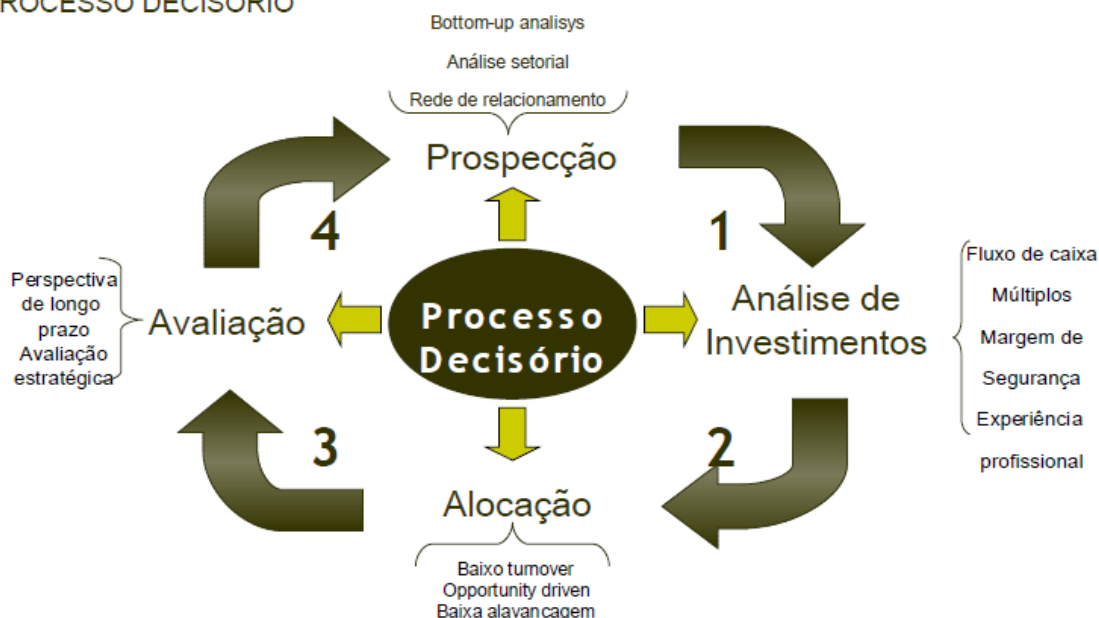 ROCESSO DECISÓRIO
Bottom-up analisys
Análise setorial
Rede de relacionamento
Prospecção
4
1
Perspectiva
de longo
prazo
Avaliação
estratégica
Avaliação
Processo
Decisório
Análise de
Investimentos
Fluxo de caixa
Múltiplos
Margem de
Segurança
Experiência
profissional
3
2
Alocação
Baixo turnover
Opportunity driven
Baixa alavancagem